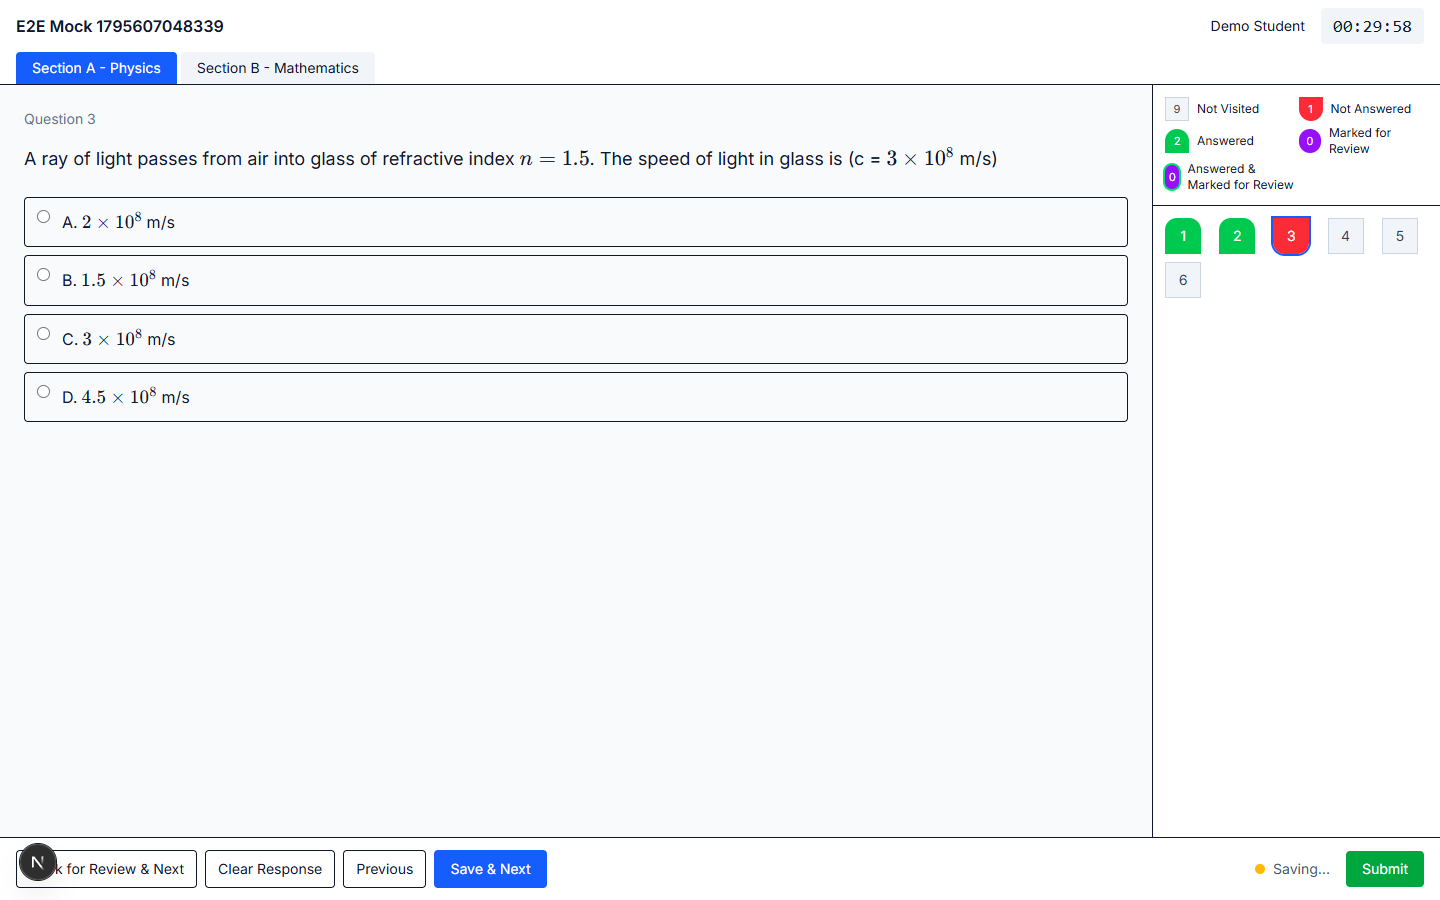 E2E Mock 1795607048339
Demo Student
00:29:58
Section A - Physics
Section B - Mathematics
Question 3
A ray of light passes from air into glass of refractive index n = 1.5. The speed of light in glass is (c = 3 × 10⁸ m/s)
A. 2 × 10⁸ m/s
B. 1.5 × 10⁸ m/s
C. 3 × 10⁸ m/s
D. 4.5 × 10⁸ m/s
9 Not Visited
1 Not Answered
2 Answered
0 Marked for
Review
0 Answered &
Marked for Review
1 2 3 4 5
6
N
k for Review & Next
Clear Response
Previous
Save & Next
Saving...
Submit